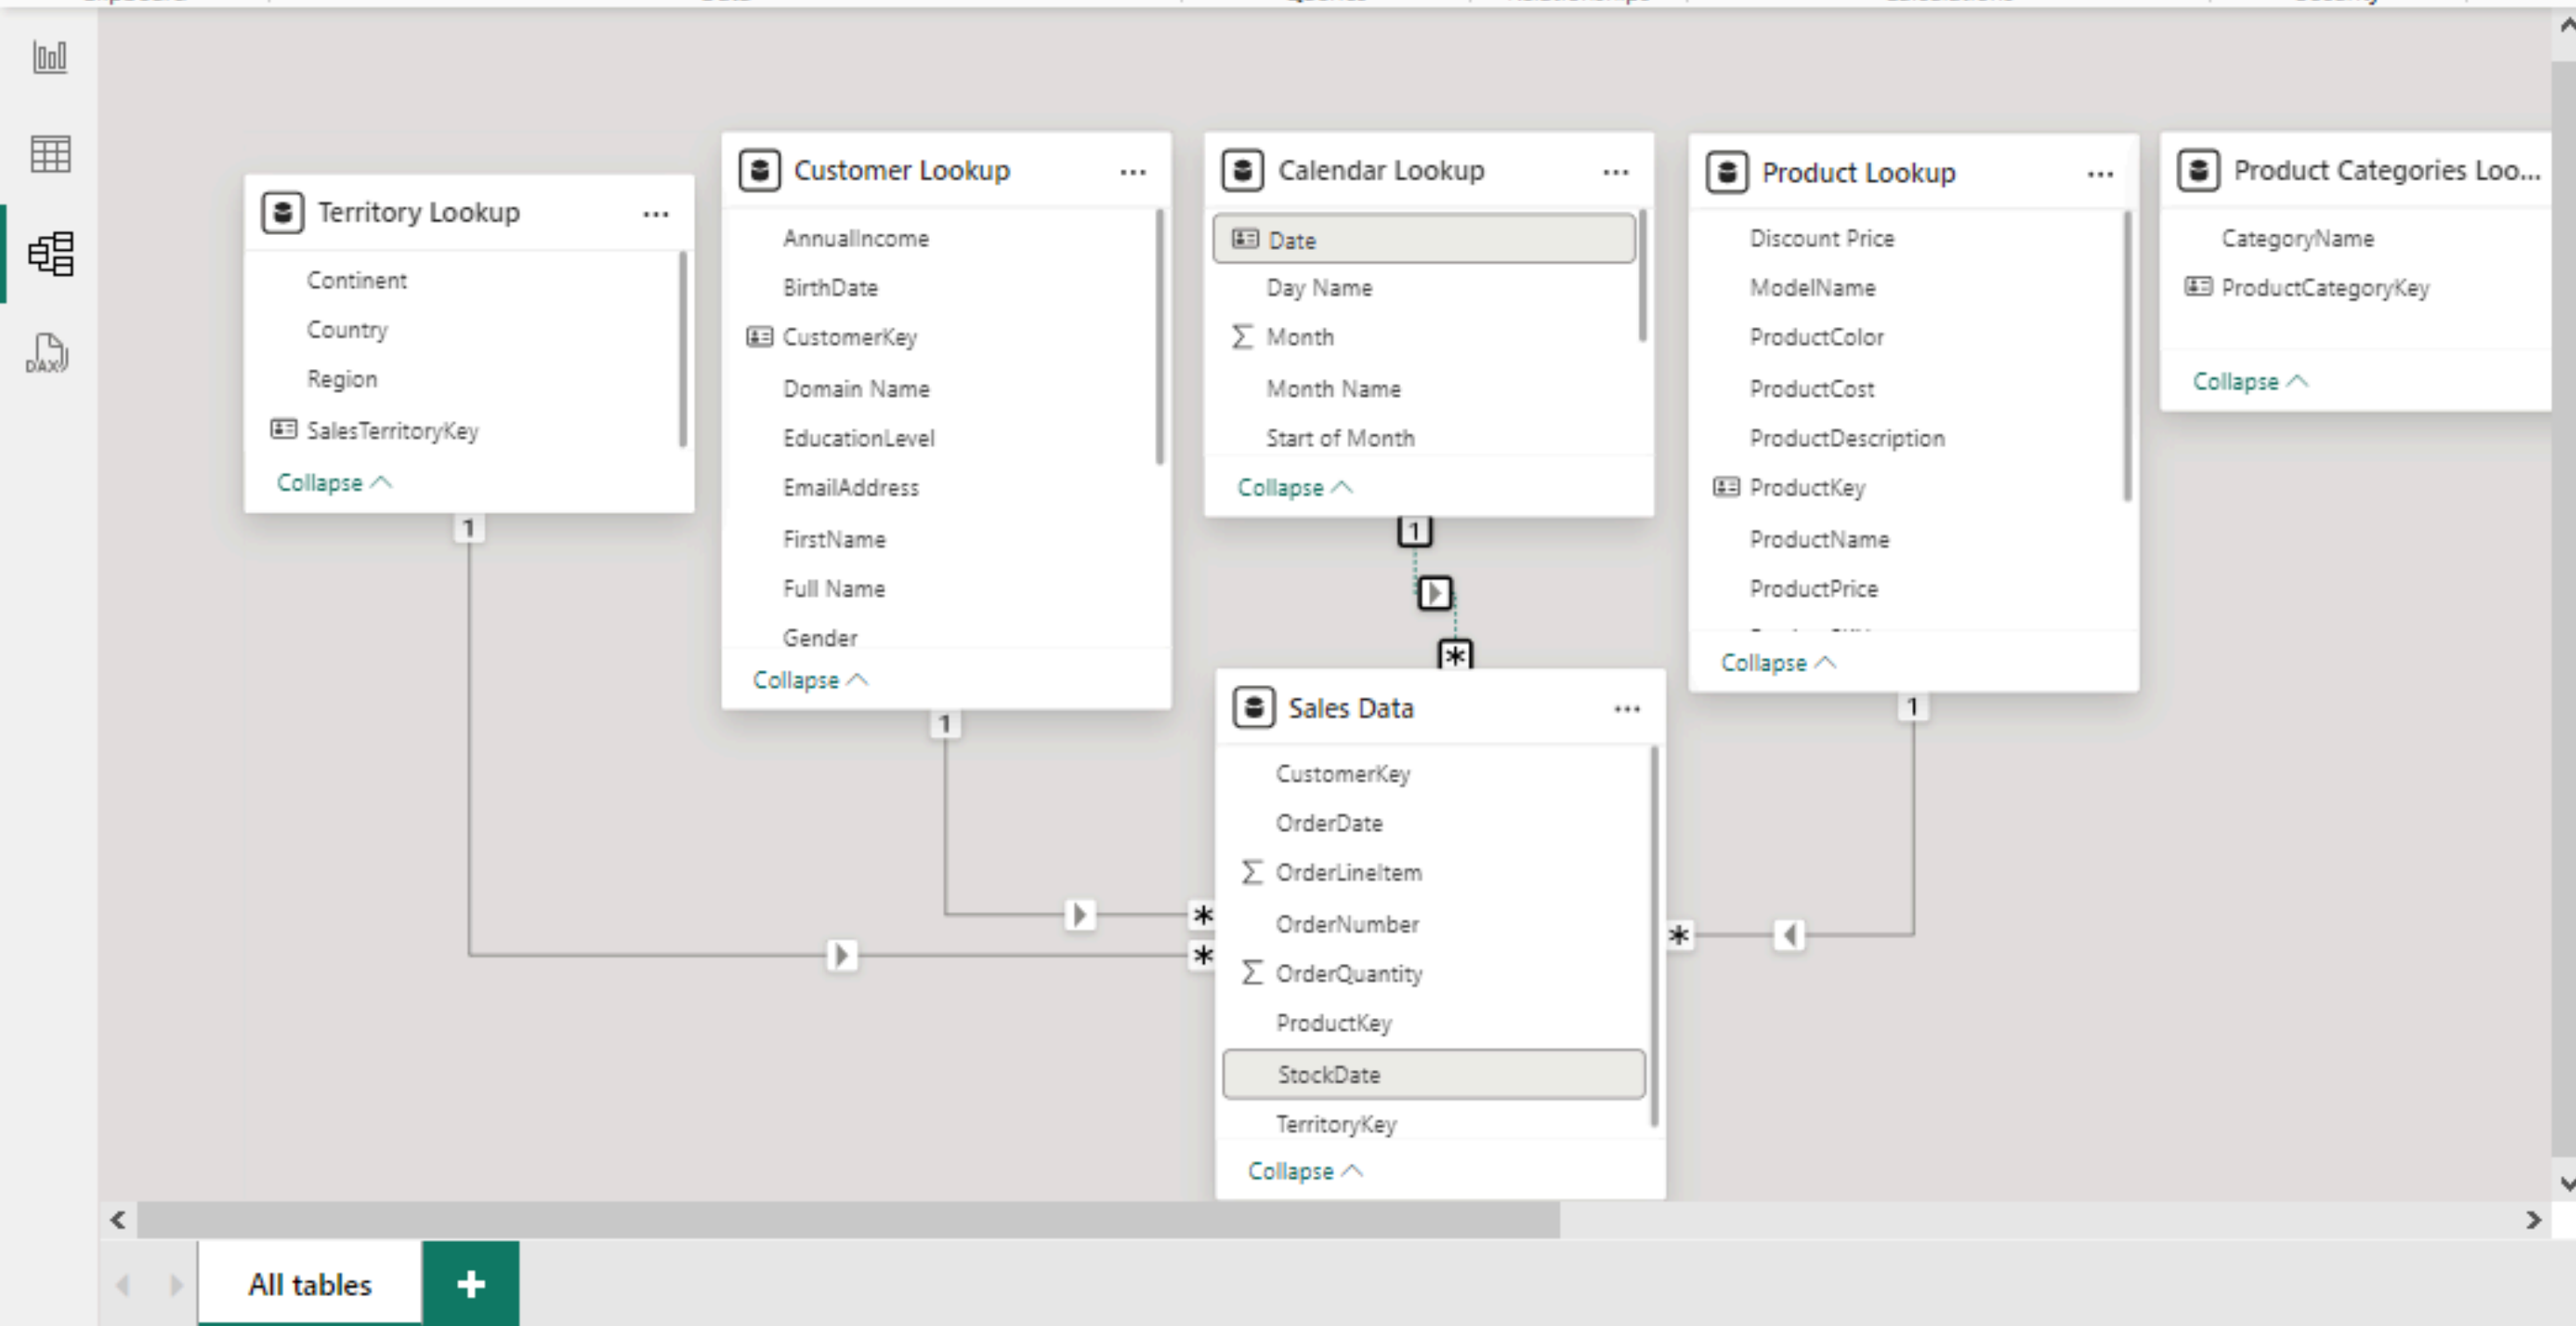 DAX
Territory Lookup
Continent
Country
Region
SalesTerritoryKey
Collapse
1
Customer Lookup
AnnualIncome
BirthDate
CustomerKey
Domain Name
EducationLevel
EmailAddress
FirstName
Full Name
Gender
Collapse
1
Calendar Lookup
Date
Day Name
Σ Month
Month Name
Start of Month
Collapse
1
*
Product Lookup
Discount Price
ModelName
ProductColor
ProductCost
ProductDescription
ProductKey
ProductName
ProductPrice
Collapse
1
Product Categories Loo...
CategoryName
ProductCategoryKey
Collapse
Sales Data
CustomerKey
OrderDate
Σ OrderLineItem
OrderNumber
Σ OrderQuantity
ProductKey
StockDate
TerritoryKey
Collapse
*
*
*
All tables
+